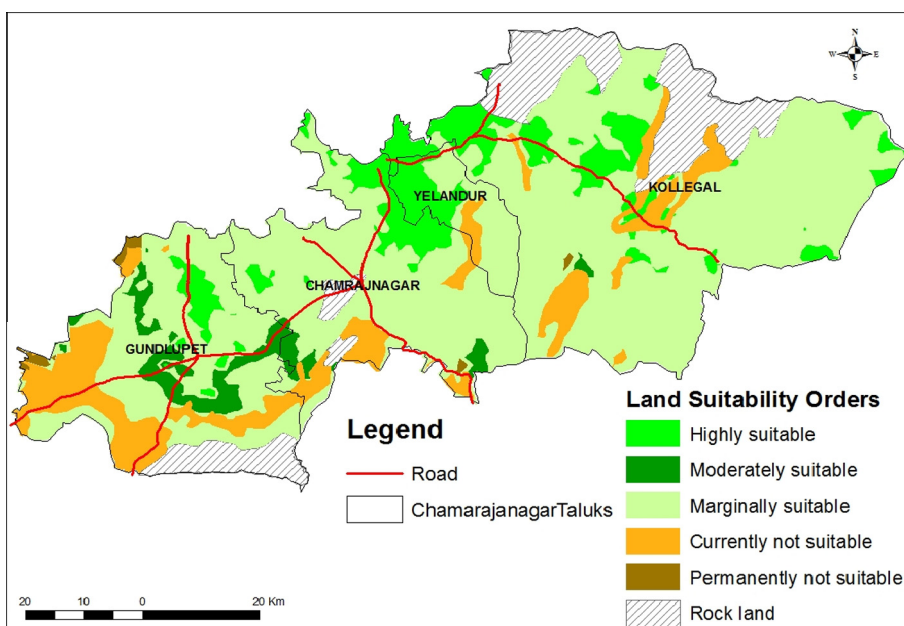 N
W E
S
YELANDUR
KOLLEGAL
CHAMRAJNAGAR
GUNDLUPET
Legend
Road
ChamarajanagarTaluks
Land Suitability Orders
Highly suitable
Moderately suitable
Marginally suitable
Currently not suitable
Permanently not suitable
Rock land
20 10 0 20 Km